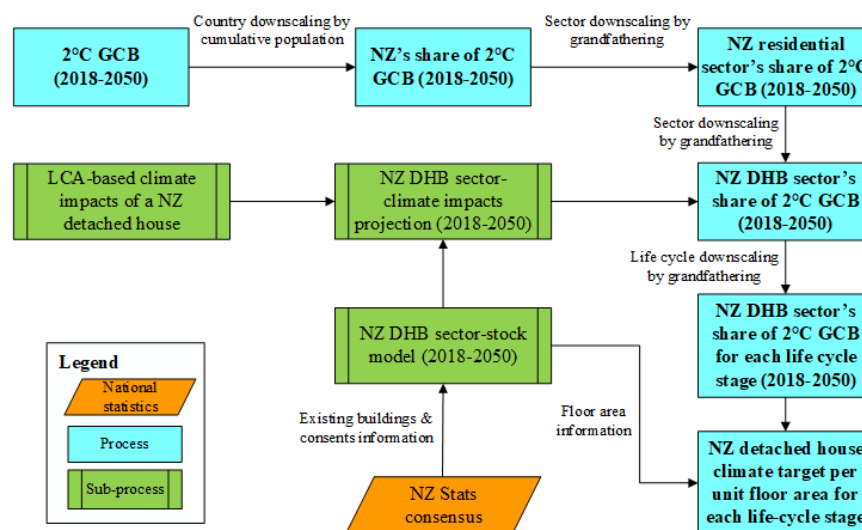 Country downscaling by
cumulative population
Sector downscaling by
grandfathering
2°C GCB
(2018-2050)
NZ's share of 2°C
GCB (2018-2050)
NZ residential
sector's share of 2°C
GCB (2018-2050)
Sector downscaling
by grandfathering
LCA-based climate
impacts of a NZ
detached house
NZ DHB sector-
climate impacts
projection (2018-2050)
NZ DHB sector's
share of 2°C GCB
(2018-2050)
Life cycle downscaling
by grandfathering
NZ DHB sector-stock
model (2018-2050)
NZ DHB sector's
share of 2°C GCB
for each life cycle
stage (2018-2050)
Legend
National
statistics
Process
Sub-process
Existing buildings &
consents information
Floor area
information
NZ Stats
consensus
NZ detached house
climate target per
unit floor area for
each life-cycle stage